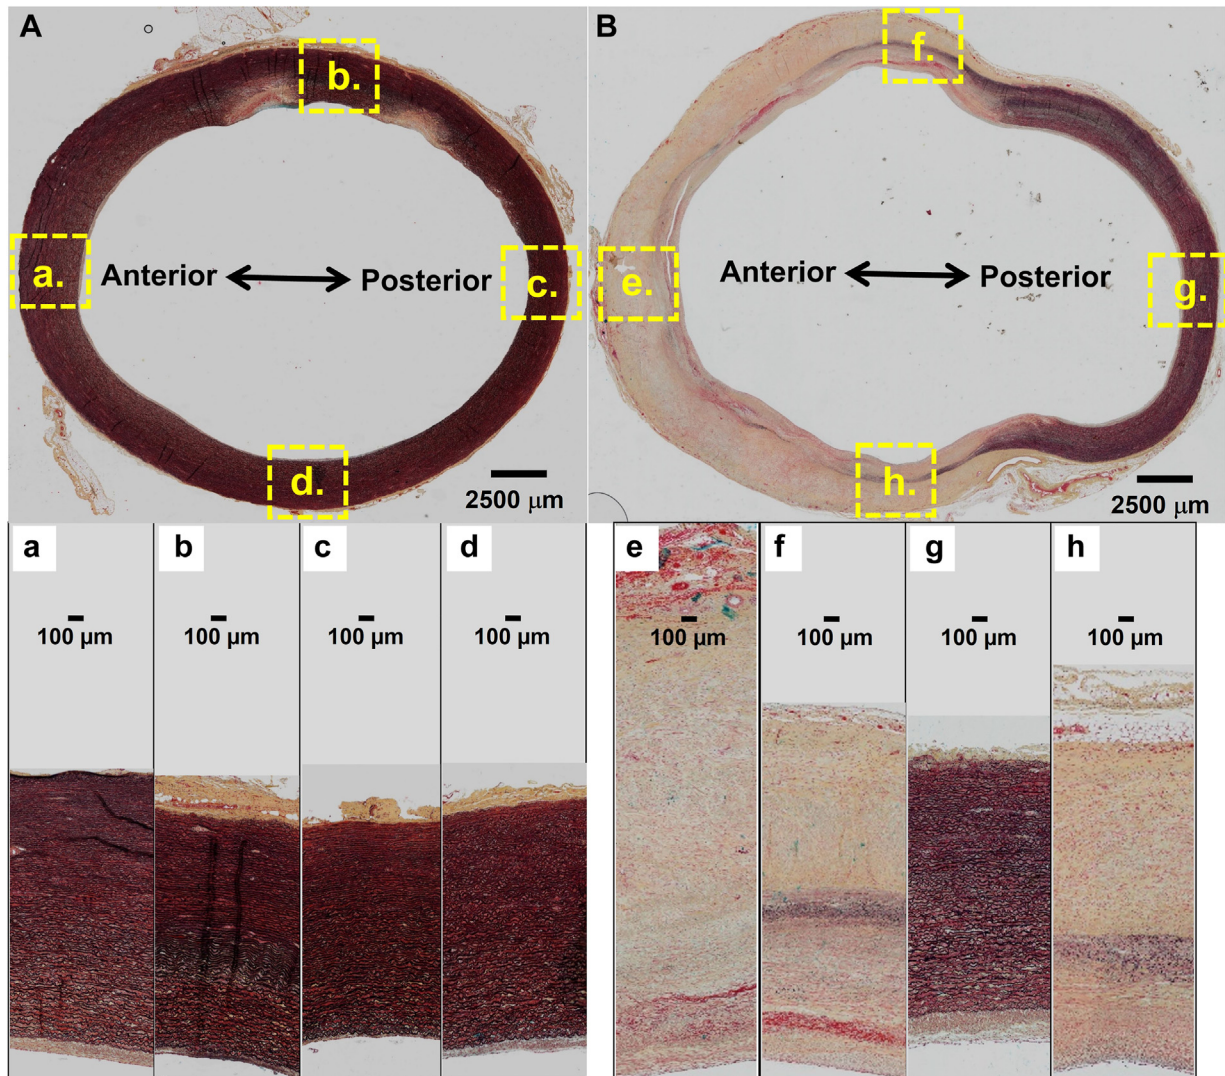 A
B
b.
f.
a.
Anterior
Posterior
c.
e.
Anterior
Posterior
g.
d.
2500 μm
h.
2500 μm
a
b
c
d
e
f
g
h
100 μm
100 μm
100 μm
100 μm
100 μm
100 μm
100 μm
100 μm